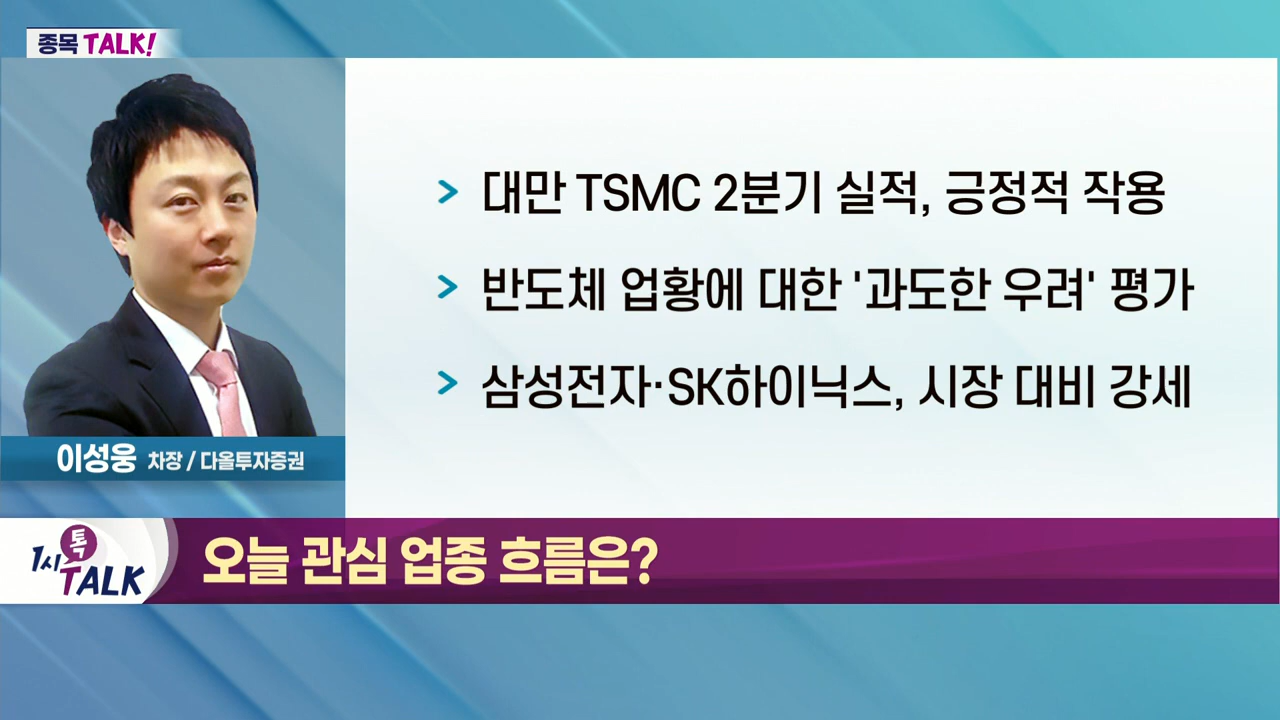 종목 TALK!
> 대만 TSMC 2분기 실적, 긍정적 작용
> 반도체 업황에 대한 '과도한 우려' 평가
> 삼성전자·SK하이닉스, 시장 대비 강세
이성웅 차장 / 다올투자증권
1시 톡 TALK
오늘 관심 업종 흐름은?